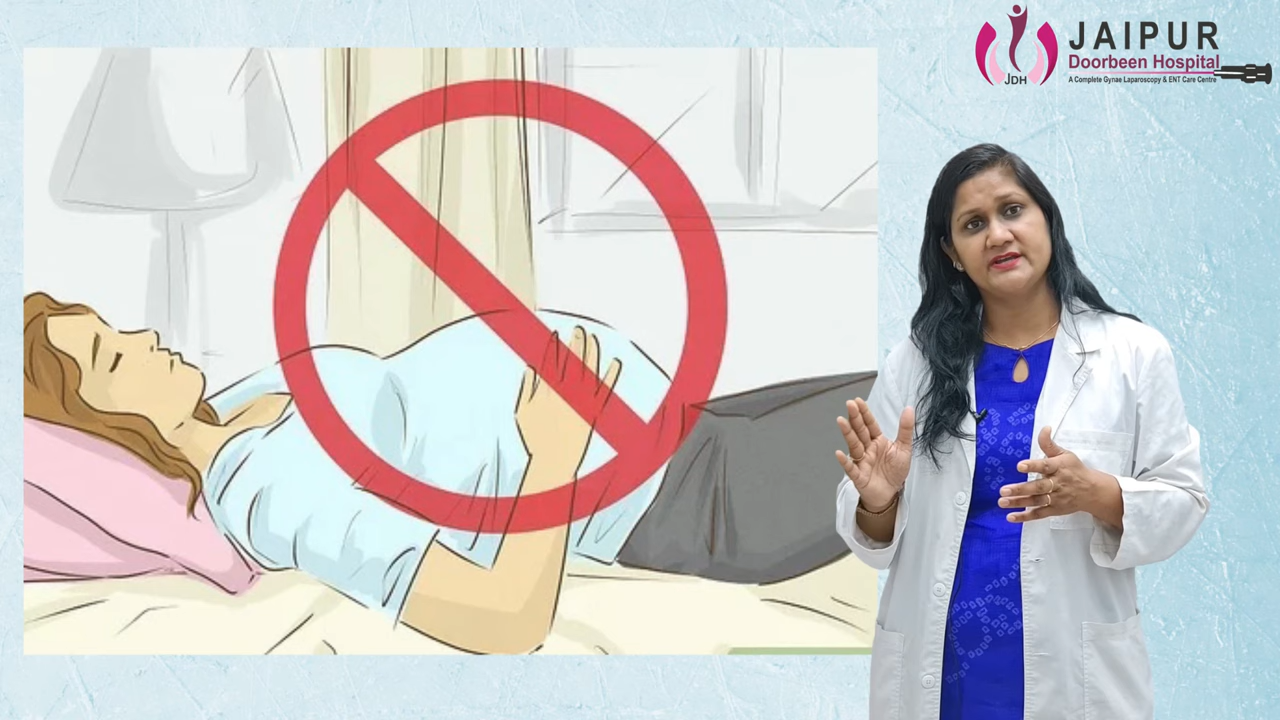 JAIPUR
Doorbeen Hospital
A Complete Gynae Laparoscopy & ENT Care Centre
JDH